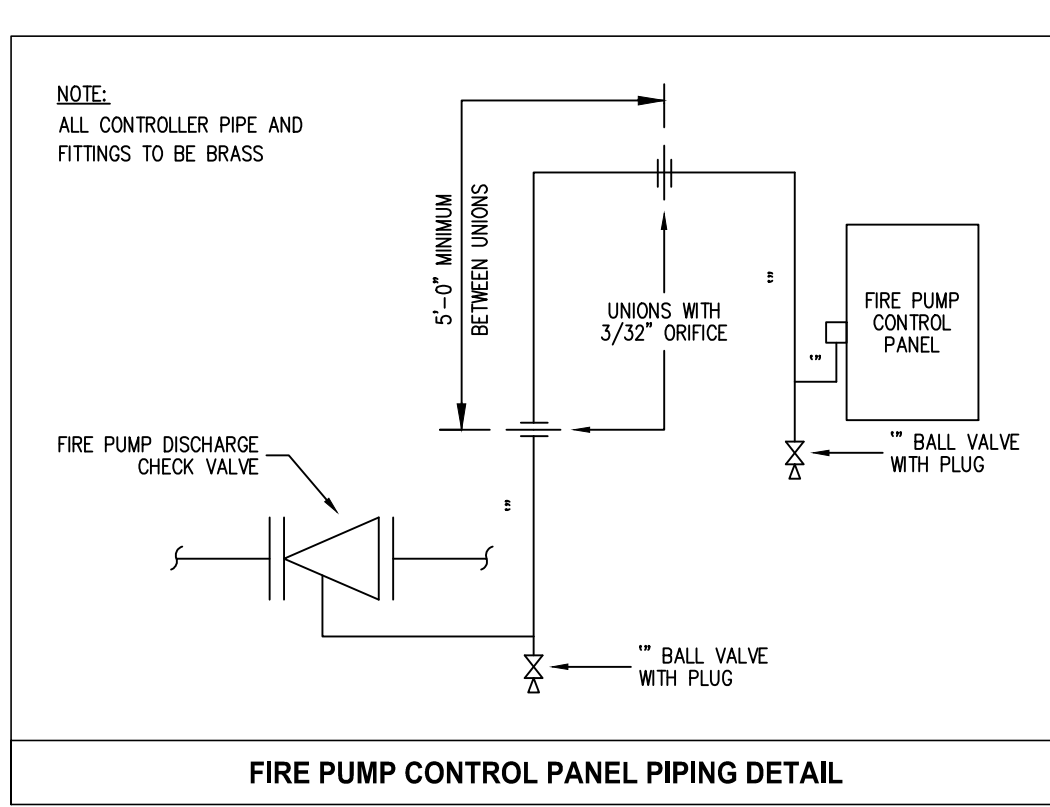 NOTE:
ALL CONTROLLER PIPE AND
FITTINGS TO BE BRASS
5'-0" MINIMUM
BETWEEN UNIONS
UNIONS WITH
3/32" ORIFICE
"
FIRE PUMP
CONTROL
PANEL
"
FIRE PUMP DISCHARGE
CHECK VALVE
" BALL VALVE
WITH PLUG
"
" BALL VALVE
WITH PLUG
FIRE PUMP CONTROL PANEL PIPING DETAIL